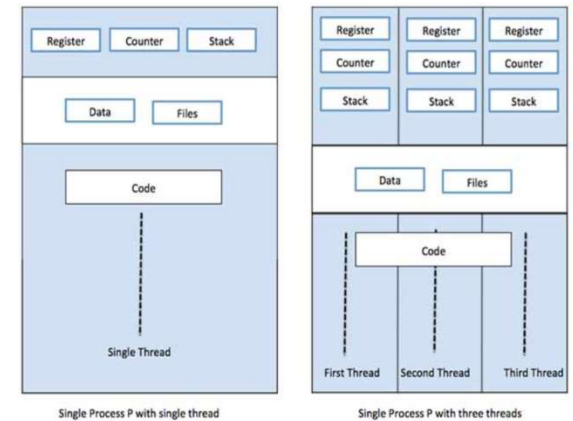 Register Counter Stack
Data Files
Code
Single Thread
Single Process P with single thread
Register Register Register
Counter Counter Counter
Stack Stack Stack
Data Files
Code
First Thread Second Thread Third Thread
Single Process P with three threads